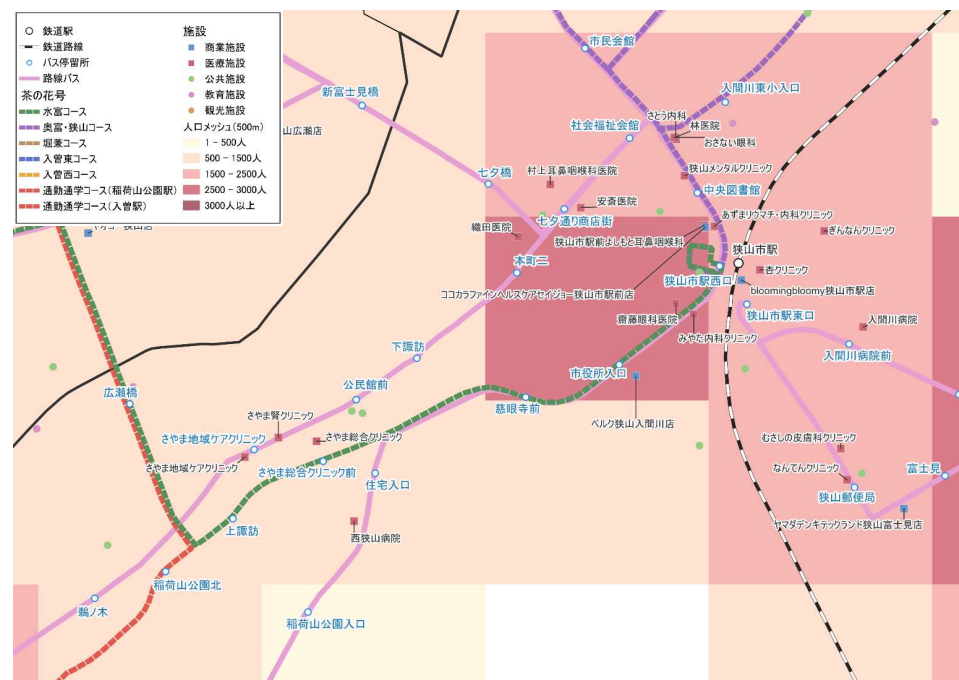 鉄道駅
鉄道路線
バス停留所
路線バス
茶の花号
水富コース
奥富・狭山コース
堀兼コース
入曽東コース
入曽西コース
通勤通学コース(稲荷山公園駅)
通勤通学コース(入曽駅)
施設
商業施設
医療施設
公共施設
教育施設
観光施設
人口メッシュ(500m)
1 - 500人
500 - 1500人
1500 - 2500人
2500 - 3000人
3000人以上
市民会館
新富士見橋
入間川東小入口
山広瀬店
さとう内科
林医院
社会福祉会館
おさない眼科
七夕橋
村上耳鼻咽喉科医院
狭山メンタルクリニック
中央図書館
安斎医院
七夕通り商店街
あずまリウマチ・内科クリニック
織田医院
狭山市駅前よしもと耳鼻咽喉科
ぎんなんクリニック
狭山市駅
本町二
狭山市駅西口
杏クリニック
ココカラファインヘルスケアセイジョー狭山市駅前店
bloomingbloomy狭山市駅店
齋藤眼科医院
狭山市駅東口
入間川病院
みやた内科クリニック
下諏訪
入間川病院前
市役所入口
公民館前
広瀬橋
慈眼寺前
ベルク狭山入間川店
さやま腎クリニック
さやま地域ケアクリニック
さやま総合クリニック
むさしの皮膚科クリニック
さやま地域ケアクリニック
さやま総合クリニック前
なんてんクリニック
富士見
住宅入口
狭山郵便局
上諏訪
ヤマダデンキテックランド狭山富士見店
西狭山病院
稲荷山公園北
鵜ノ木
稲荷山公園入口